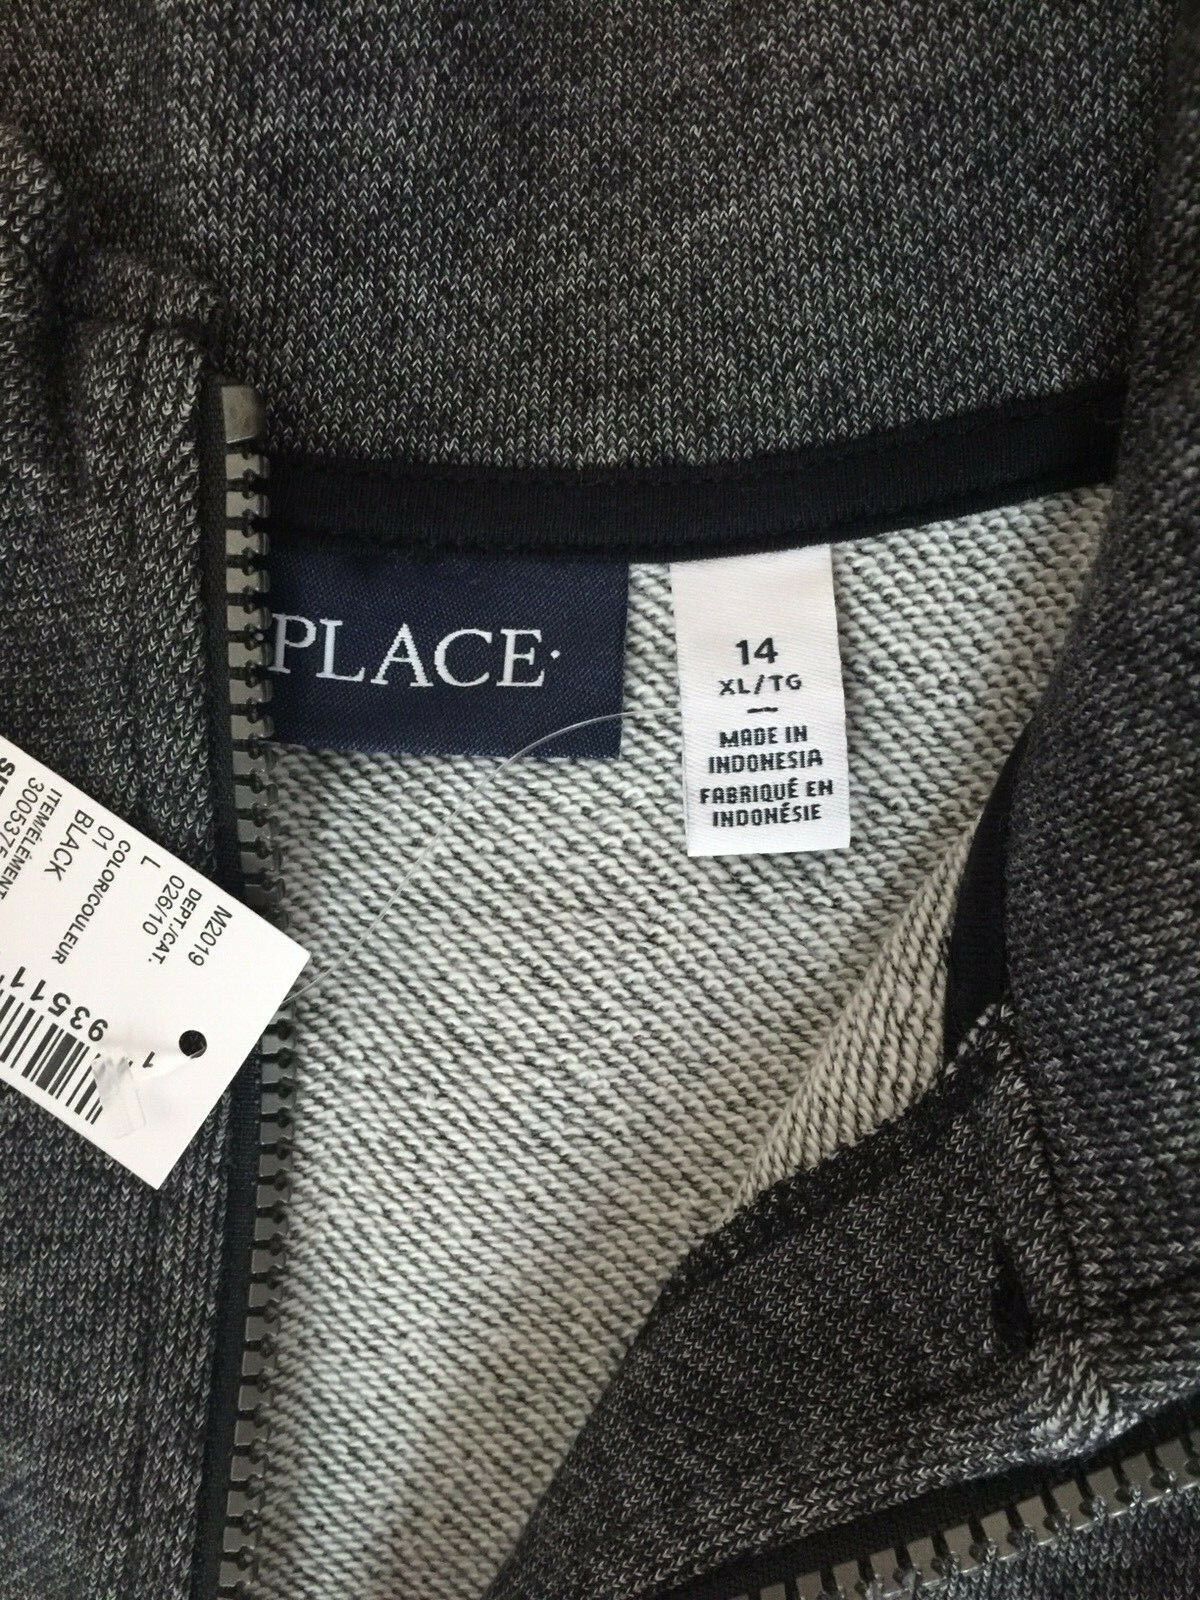 PLACE
14
XL/TG
MADE IN
INDONESIA
FABRIQUÉ EN
INDONÉSIE
M2019
DEPT./CAT.
026/10
L
COLOR/COULEUR
01
BLACK
ITEM/ÉLÉMENT